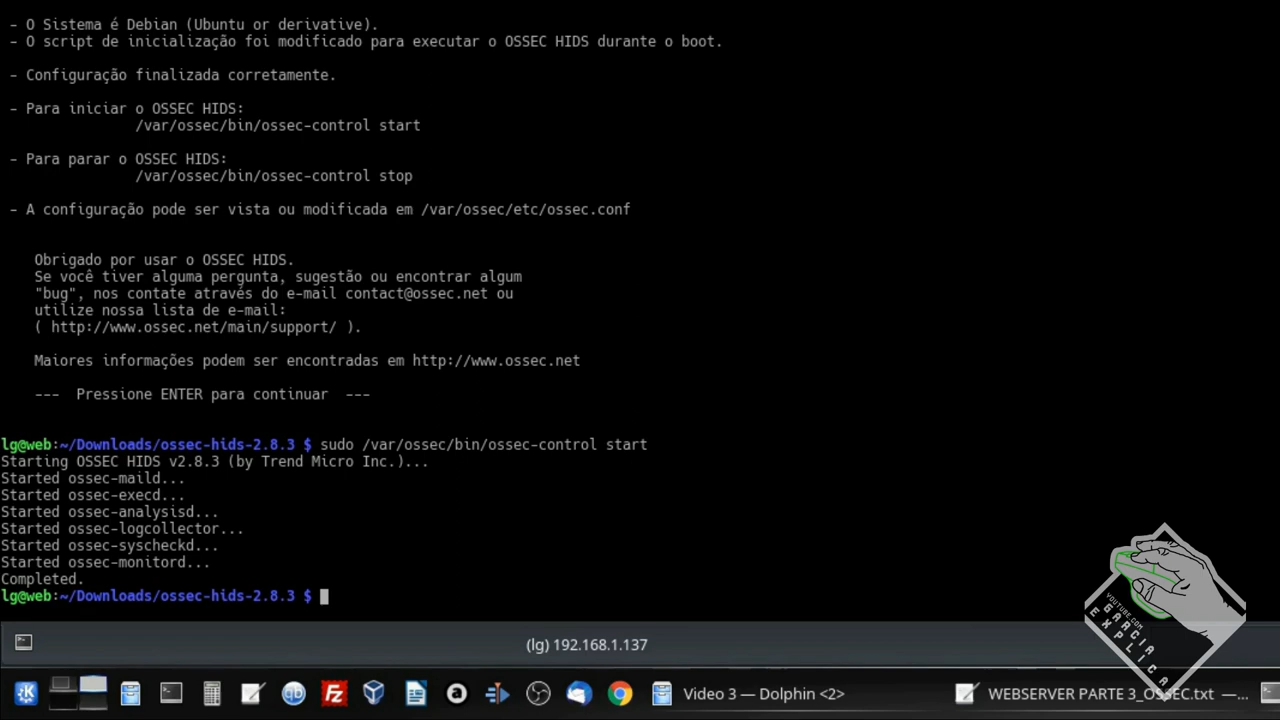 - O Sistema é Debian (Ubuntu or derivative).
- O script de inicialização foi modificado para executar o OSSEC HIDS durante o boot.
- Configuração finalizada corretamente.
- Para iniciar o OSSEC HIDS:
/var/ossec/bin/ossec-control start
- Para parar o OSSEC HIDS:
/var/ossec/bin/ossec-control stop
- A configuração pode ser vista ou modificada em /var/ossec/etc/ossec.conf
Obrigado por usar o OSSEC HIDS.
Se você tiver alguma pergunta, sugestão ou encontrar algum
"bug", nos contate através do e-mail contact@ossec.net ou
utilize nossa lista de e-mail:
( http://www.ossec.net/main/support/ ).
Maiores informações podem ser encontradas em http://www.ossec.net
--- Pressione ENTER para continuar ---
lg@web:~/Downloads/ossec-hids-2.8.3 $ sudo /var/ossec/bin/ossec-control start
Starting OSSEC HIDS v2.8.3 (by Trend Micro Inc.)...
Started ossec-maild...
Started ossec-execd...
Started ossec-analysisd...
Started ossec-logcollector...
Started ossec-syscheckd...
Started ossec-monitord...
Completed.
lg@web:~/Downloads/ossec-hids-2.8.3 $
YOUTUBE.COM
GARCIA
EXPLICA
(lg) 192.168.1.137
Video 3 — Dolphin <2>
WEBSERVER PARTE 3_OSSEC.txt —...